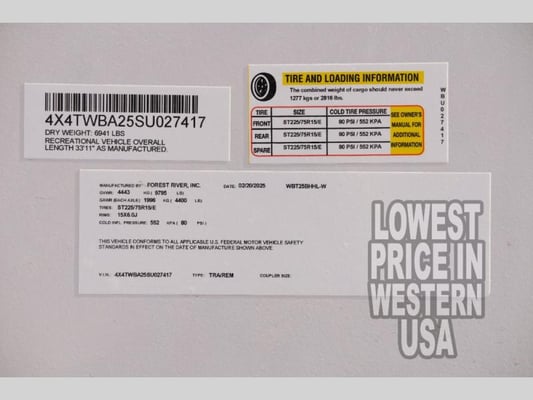 4X4TWBA25SU027417
DRY WEIGHT: 6941 LBS
RECREATIONAL VEHICLE OVERALL
LENGTH 33'11" AS MANUFACTURED.
TIRE AND LOADING INFORMATION
The combined weight of cargo should never exceed
1277 kgs or 2816 lbs.
TIRE SIZE COLD TIRE PRESSURE
FRONT ST225/75R15/E 80 PSI / 552 KPA
REAR ST225/75R15/E 80 PSI / 552 KPA
SPARE ST225/75R15/E 80 PSI / 552 KPA
SEE OWNER'S
MANUAL FOR
ADDITIONAL
INFORMATION
WBU027417
MANUFACTURED BY: FOREST RIVER, INC. DATE: 02/20/2025 WBT25BHHL-W
GVWR: 4443 KG ( 9795 LB)
GAWR (EACH AXLE) 1996 KG ( 4400 LB)
TIRES: ST225/75R15/E
RIMS: 15X6.0J
COLD INFL. PRESSURE: 552 KPA ( 80 PSI )
THIS VEHICLE CONFORMS TO ALL APPLICABLE U.S. FEDERAL MOTOR VEHICLE SAFETY
STANDARDS IN EFFECT ON THE DATE OF MANUFACTURE SHOWN ABOVE.
V.I.N.: 4X4TWBA25SU027417 TYPE: TRA/REM COUPLER SIZE:
LOWEST
PRICE IN
WESTERN
USA